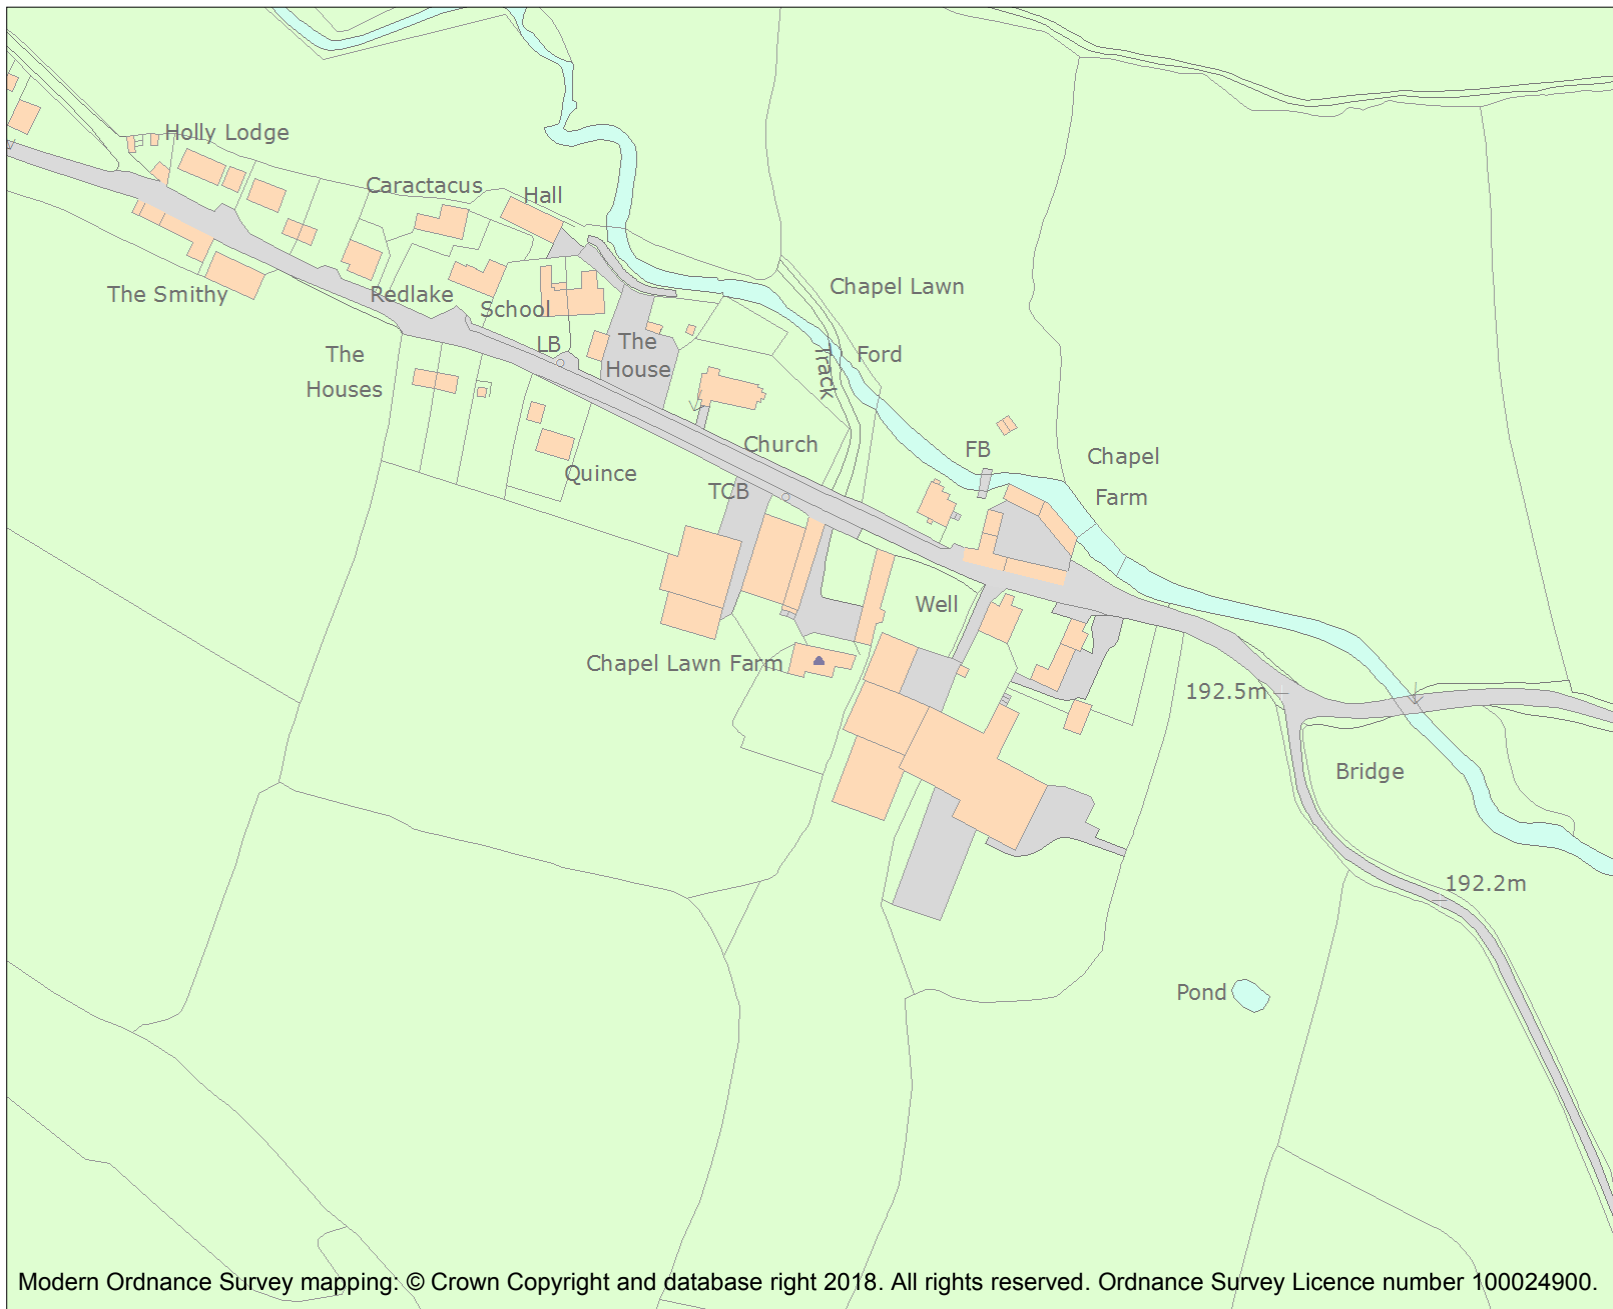 Holly Lodge
Caractacus
Hall
The Smithy
Redlake
School
Chapel Lawn
LB
The
House
Track
Ford
The
Houses
Church
FB
Chapel
Farm
Quince
TCB
Well
Chapel Lawn Farm
192.5m
Bridge
192.2m
Pond
Modern Ordnance Survey mapping: © Crown Copyright and database right 2018. All rights reserved. Ordnance Survey Licence number 100024900.